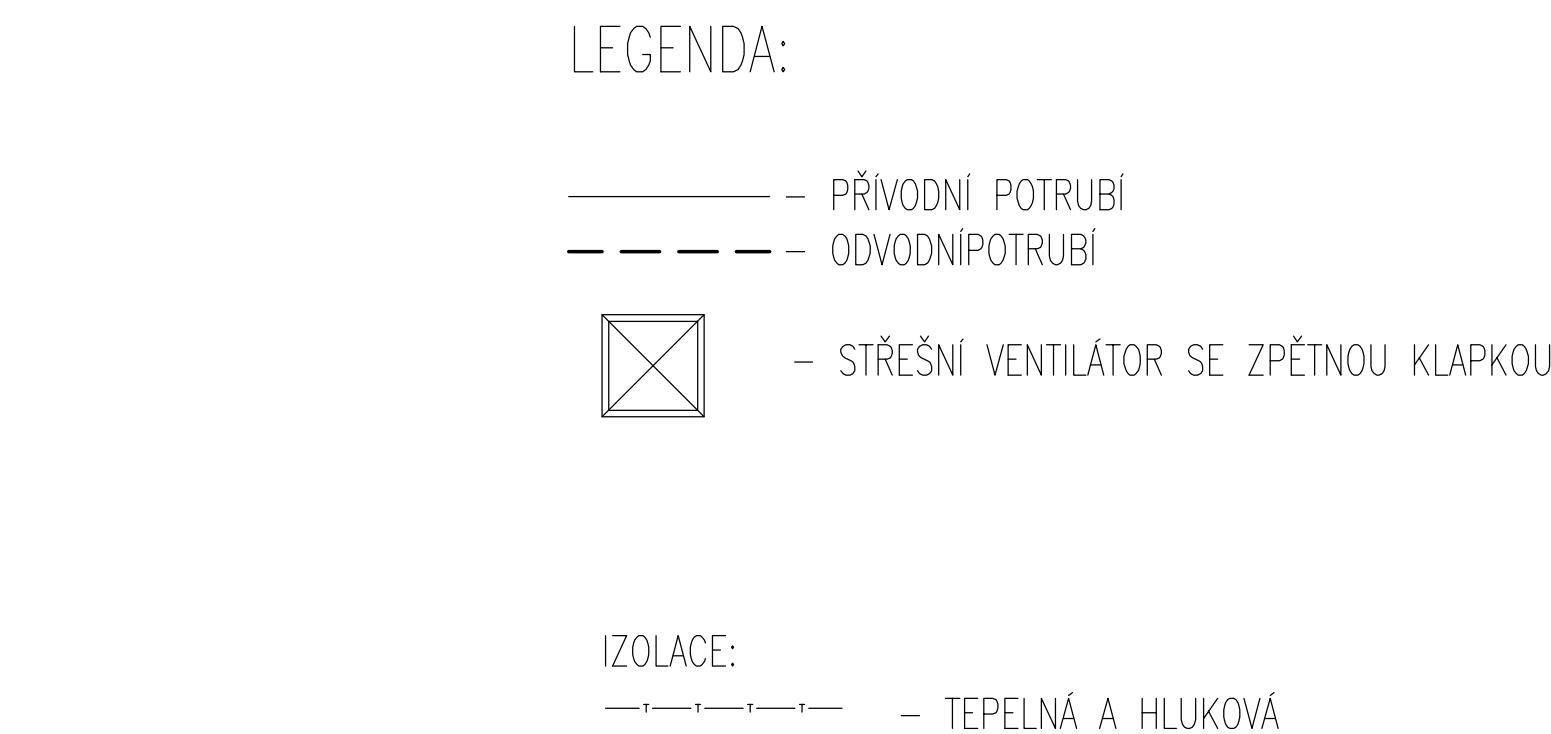 LEGENDA:
– PŘÍVODNÍ POTRUBÍ
– ODVODNÍPOTRUBÍ
– STŘEŠNÍ VENTILÁTOR SE ZPĚTNOU KLAPKOU
IZOLACE:
T T T T – TEPELNÁ A HLUKOVÁ